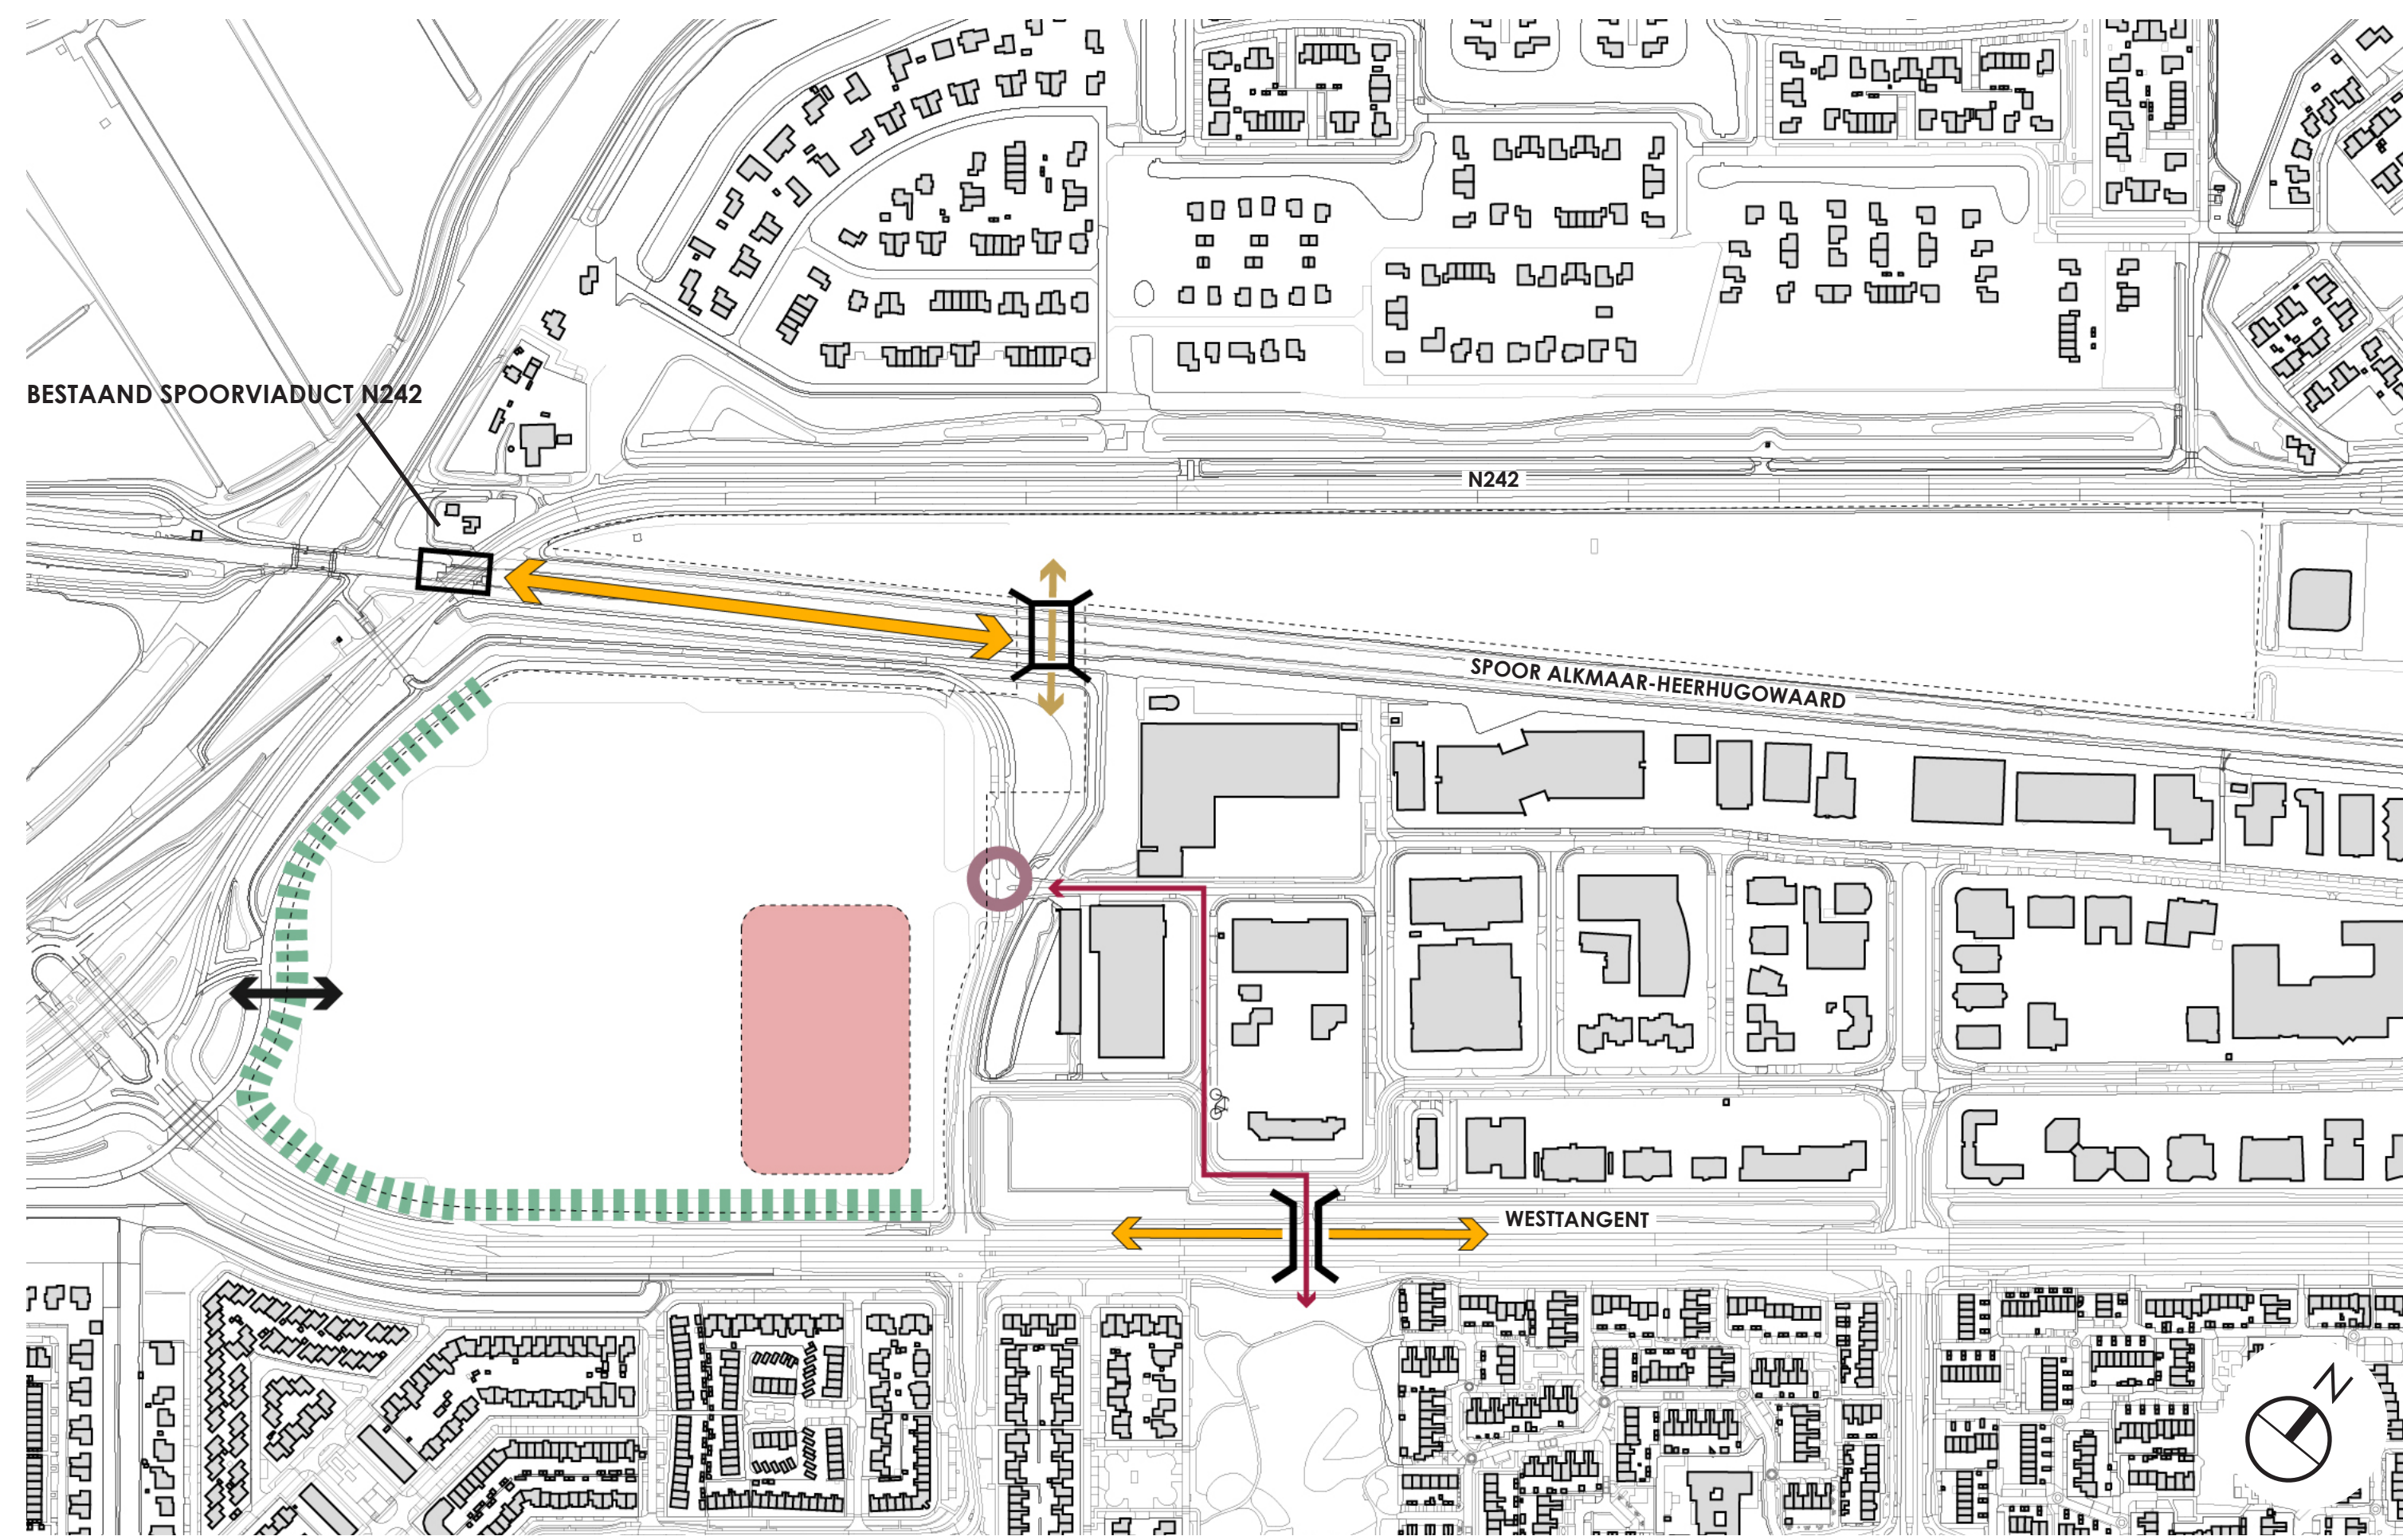 BESTAAND SPOORVIADUCT N242
N242
SPOOR ALKMAAR-HEERHUGOWAARD
WESTTANGENT
N